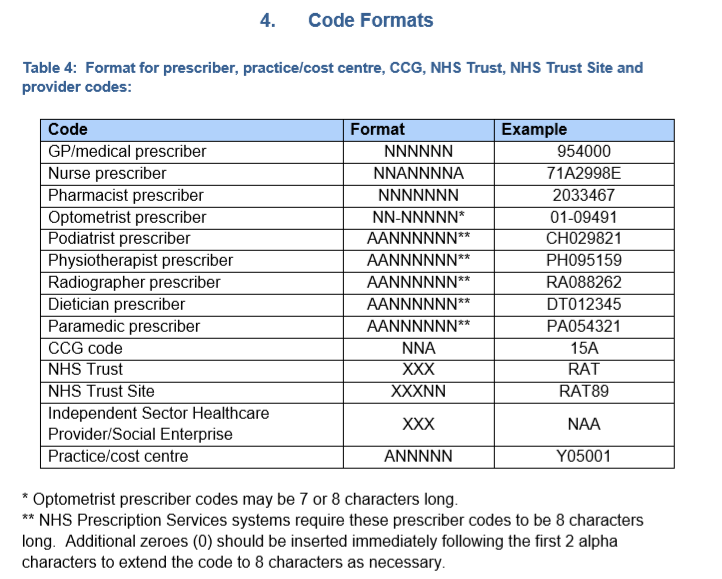 4. Code Formats
Table 4: Format for prescriber, practice/cost centre, CCG, NHS Trust, NHS Trust Site and
provider codes:
Code Format Example
GP/medical prescriber NNNNNN 954000
Nurse prescriber NNANNNNA 71A2998E
Pharmacist prescriber NNNNNNN 2033467
Optometrist prescriber NN-NNNNN* 01-09491
Podiatrist prescriber AANNNNNN** CH029821
Physiotherapist prescriber AANNNNNN** PH095159
Radiographer prescriber AANNNNNN** RA088262
Dietician prescriber AANNNNNN** DT012345
Paramedic prescriber AANNNNNN** PA054321
CCG code NNA 15A
NHS Trust XXX RAT
NHS Trust Site XXXNN RAT89
Independent Sector Healthcare
Provider/Social Enterprise XXX NAA
Practice/cost centre ANNNNN Y05001
* Optometrist prescriber codes may be 7 or 8 characters long.
** NHS Prescription Services systems require these prescriber codes to be 8 characters
long. Additional zeroes (0) should be inserted immediately following the first 2 alpha
characters to extend the code to 8 characters as necessary.